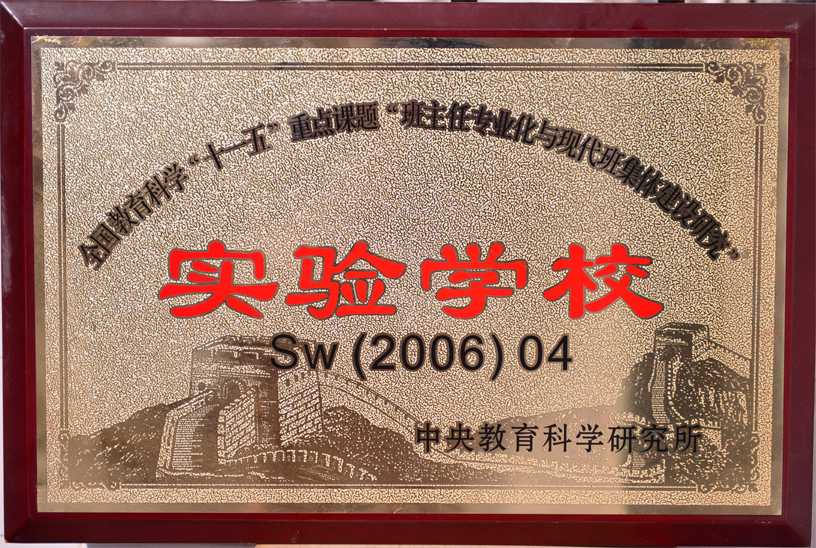 全国教育科学“十一五”重点课题“班主任专业化与现代班集体建设研究”
实验学校
Sw (2006) 04
中央教育科学研究所